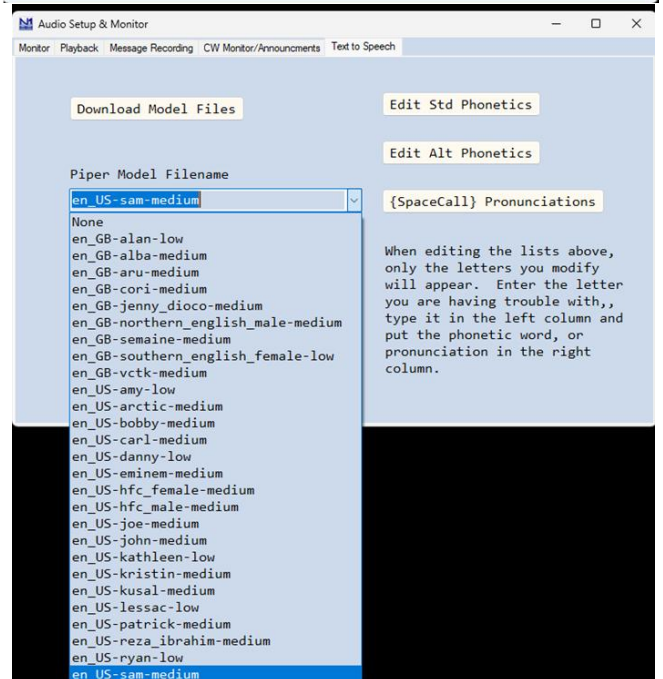 Audio Setup & Monitor
Monitor Playback Message Recording CW Monitor/Announcments Text to Speech
Download Model Files
Edit Std Phonetics
Edit Alt Phonetics
Piper Model Filename
en_US-sam-medium
{SpaceCall} Pronunciations
None
en_GB-alan-low
en_GB-alba-medium
en_GB-aru-medium
en_GB-cori-medium
en_GB-jenny_dioco-medium
en_GB-northern_english_male-medium
en_GB-semaine-medium
en_GB-southern_english_female-low
en_GB-vctk-medium
en_US-amy-low
en_US-arctic-medium
en_US-bobby-medium
en_US-carl-medium
en_US-danny-low
en_US-eminem-medium
en_US-hfc_female-medium
en_US-hfc_male-medium
en_US-joe-medium
en_US-john-medium
en_US-kathleen-low
en_US-kristin-medium
en_US-kusal-medium
en_US-lessac-low
en_US-patrick-medium
en_US-reza_ibrahim-medium
en_US-ryan-low
en_US-sam-medium
When editing the lists above,
only the letters you modify
will appear. Enter the letter
you are having trouble with,,
type it in the left column and
put the phonetic word, or
pronunciation in the right
column.